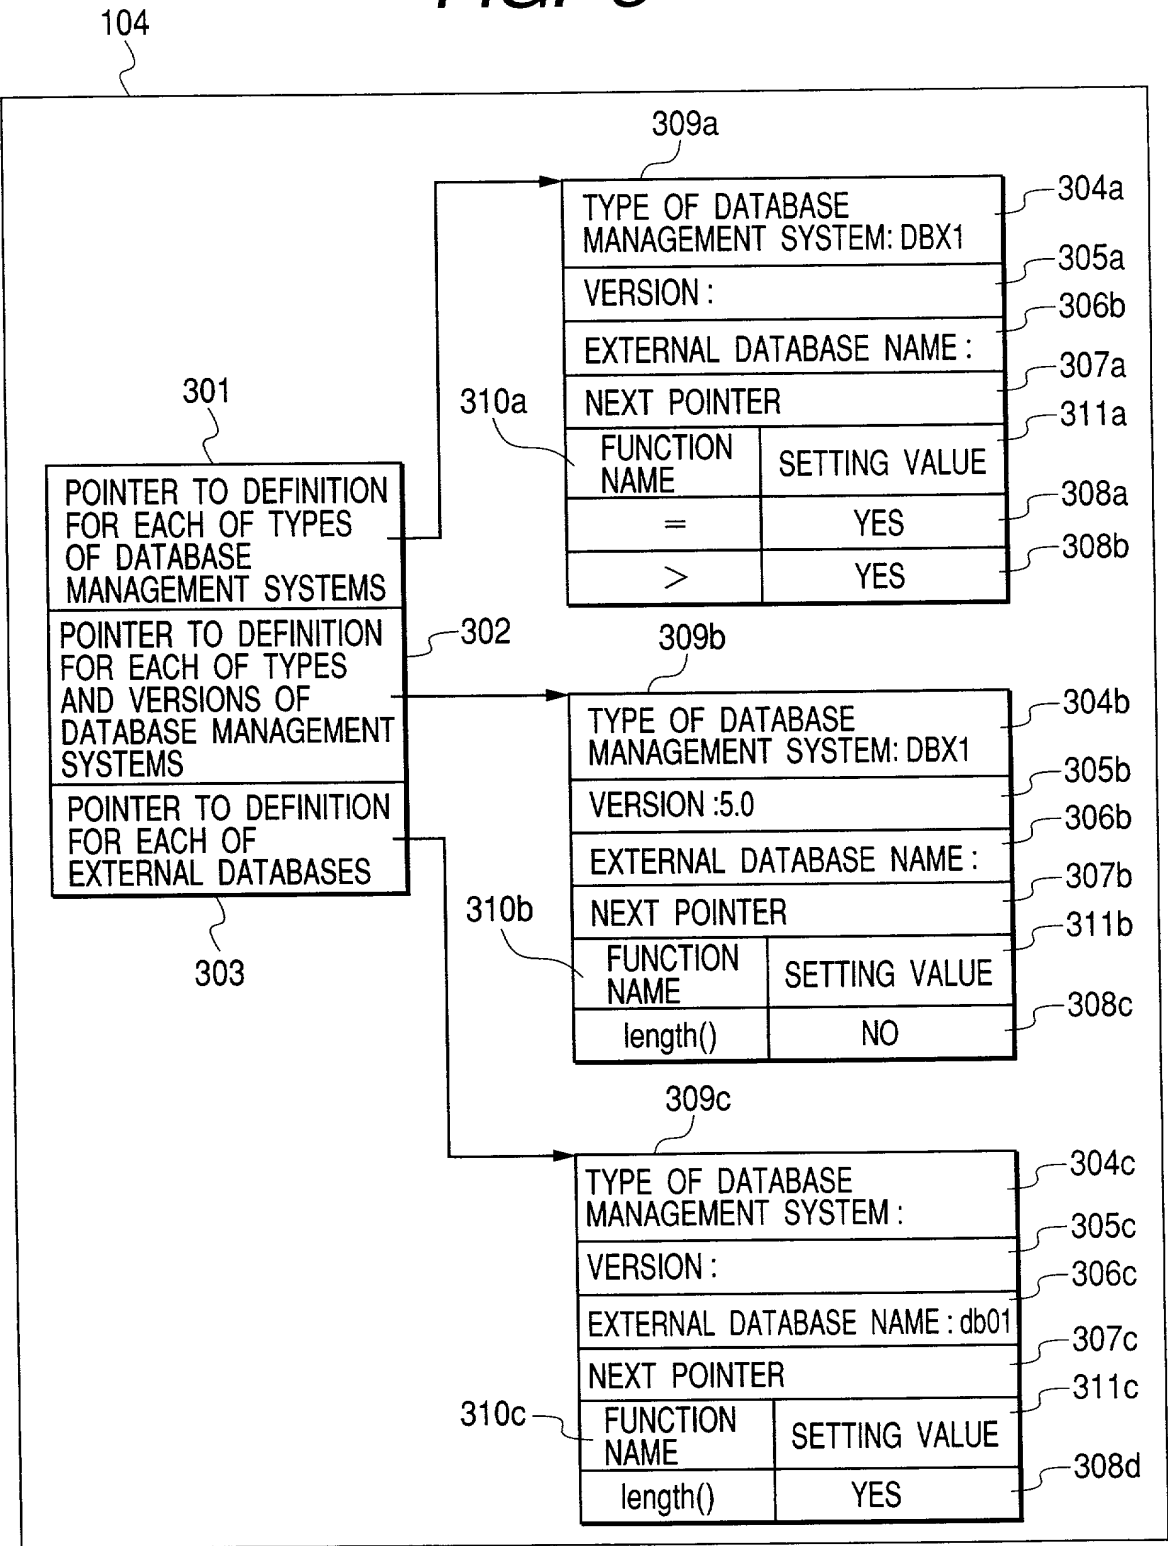 104
309a
TYPE OF DATABASE
MANAGEMENT SYSTEM: DBX1
304a
VERSION :
305a
EXTERNAL DATABASE NAME :
306b
NEXT POINTER
307a
310a
FUNCTION
NAME
SETTING VALUE
311a
= YES
308a
> YES
308b
301
POINTER TO DEFINITION
FOR EACH OF TYPES
OF DATABASE
MANAGEMENT SYSTEMS
POINTER TO DEFINITION
FOR EACH OF TYPES
AND VERSIONS OF
DATABASE MANAGEMENT
SYSTEMS
302
POINTER TO DEFINITION
FOR EACH OF
EXTERNAL DATABASES
303
309b
TYPE OF DATABASE
MANAGEMENT SYSTEM: DBX1
304b
VERSION :5.0
305b
EXTERNAL DATABASE NAME :
306b
NEXT POINTER
307b
310b
FUNCTION
NAME
SETTING VALUE
311b
length() NO
308c
309c
TYPE OF DATABASE
MANAGEMENT SYSTEM :
304c
VERSION :
305c
EXTERNAL DATABASE NAME : db01
306c
NEXT POINTER
307c
310c
FUNCTION
NAME
SETTING VALUE
311c
length() YES
308d